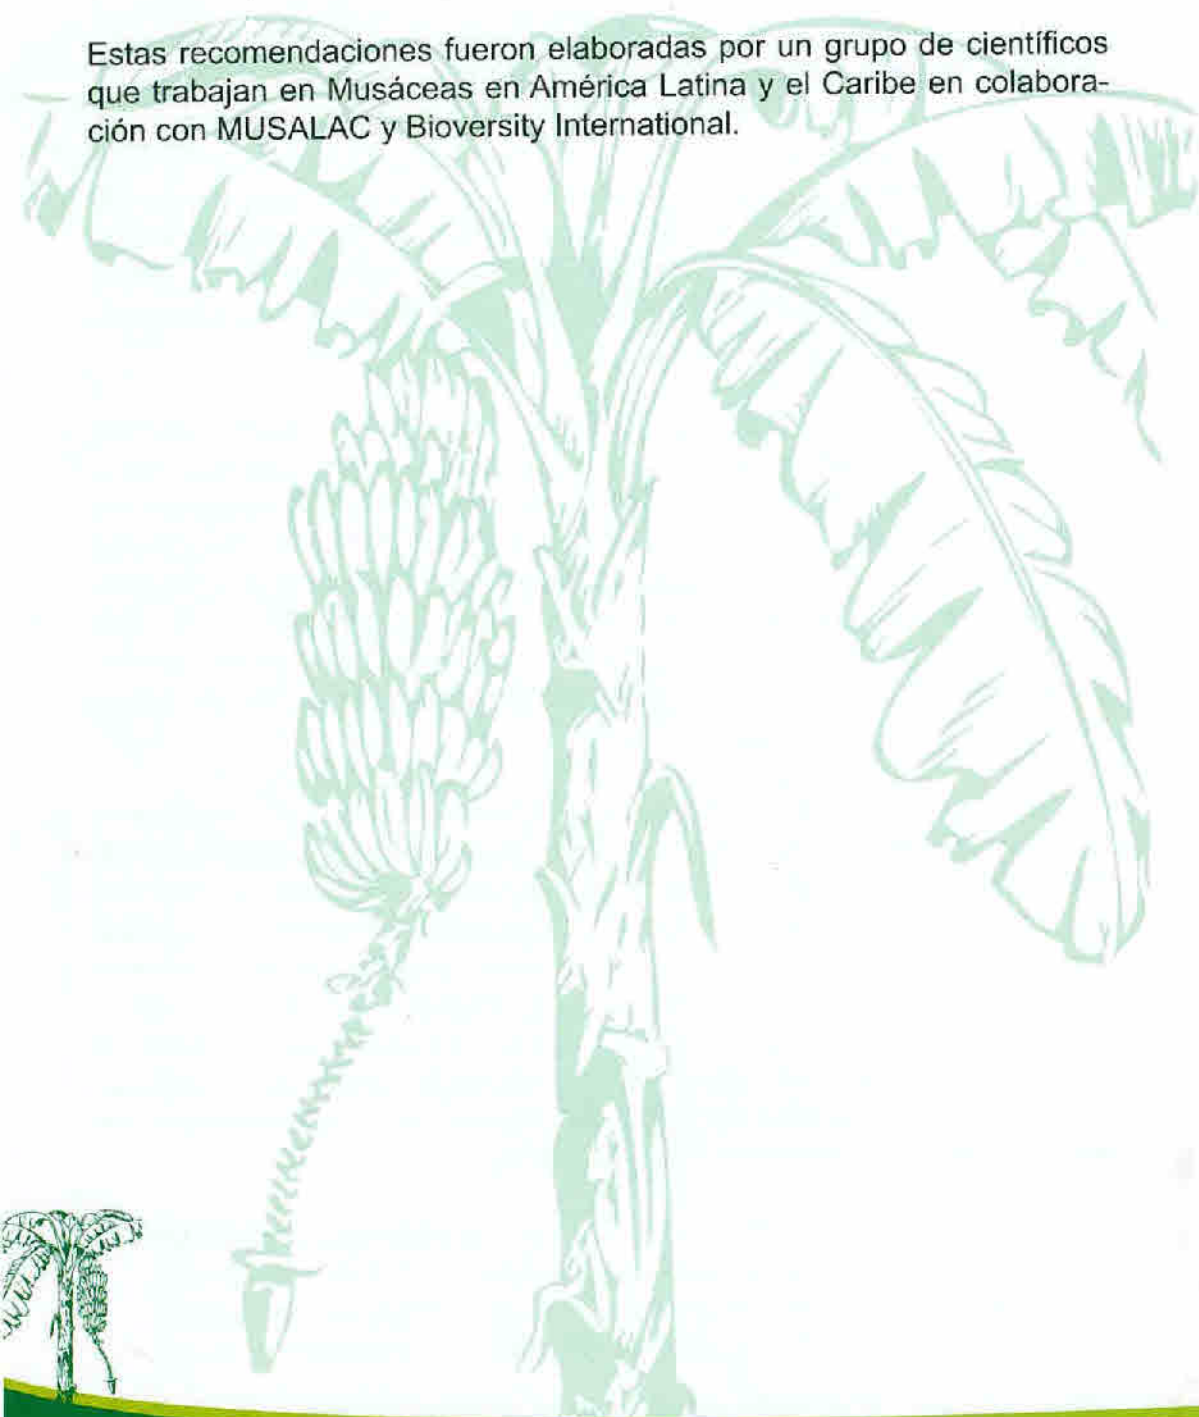 Estas recomendaciones fueron elaboradas por un grupo de científicos
que trabajan en Musáceas en América Latina y el Caribe en colabora-
ción con MUSALAC y Bioversity International.